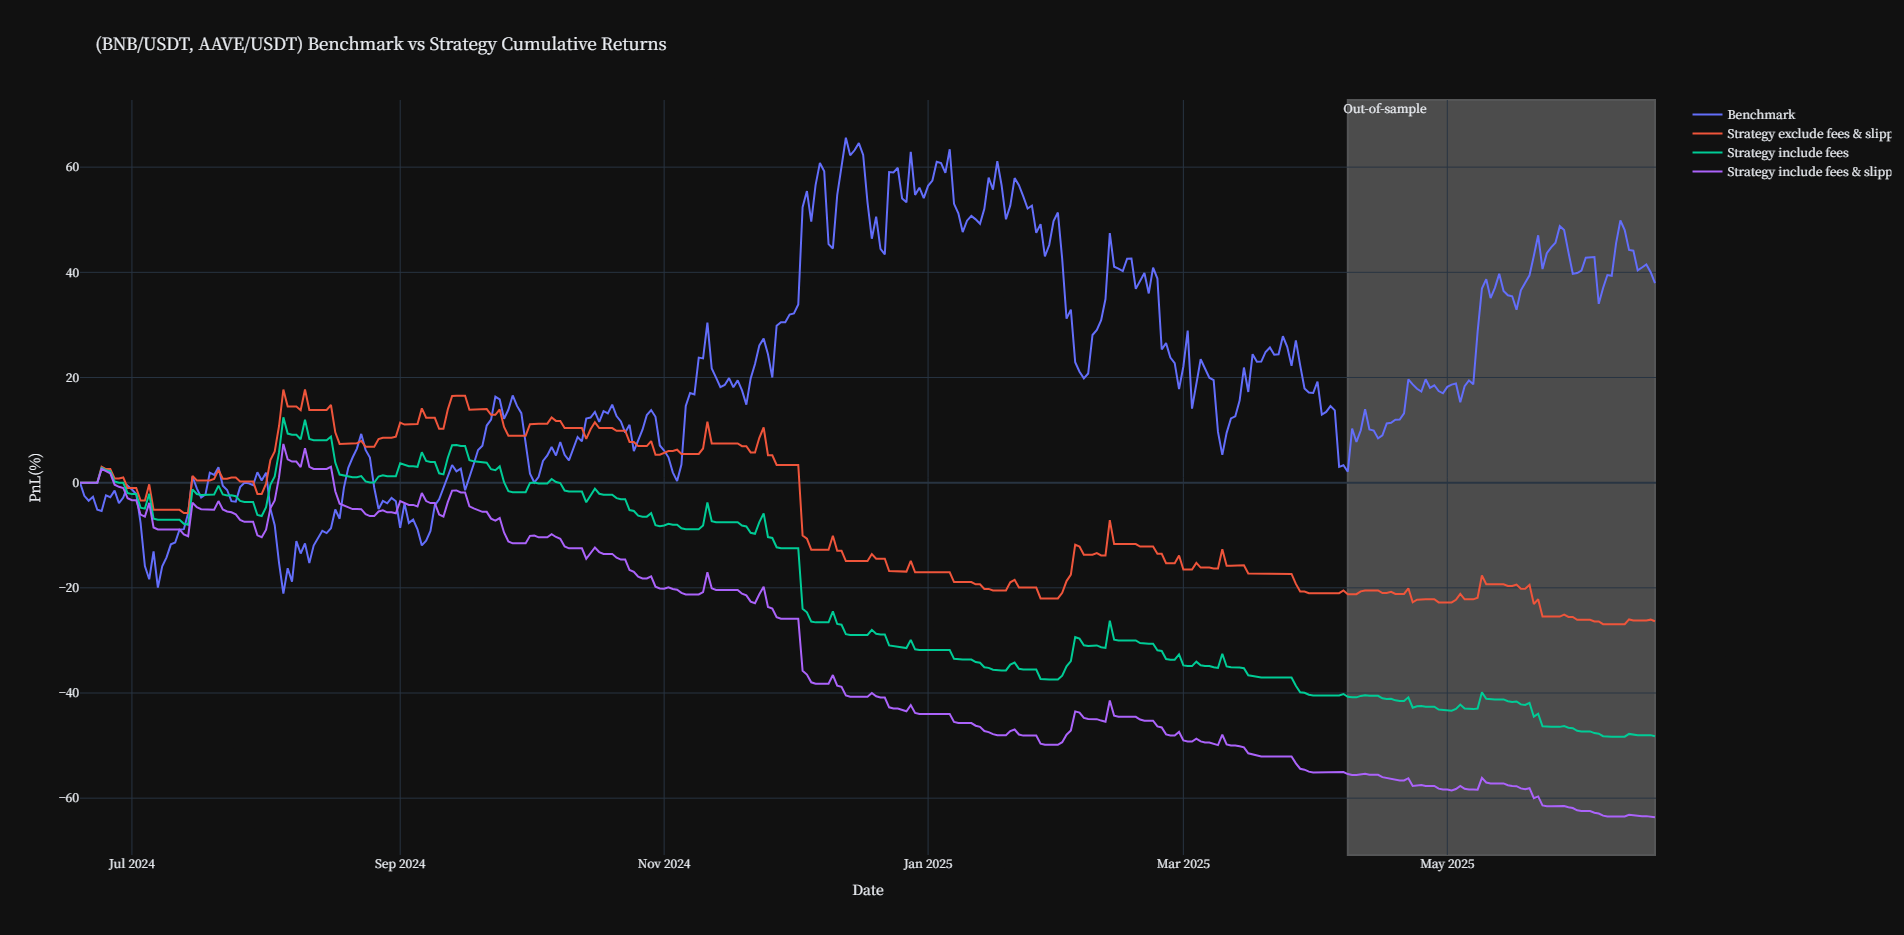 (BNB/USDT, AAVE/USDT) Benchmark vs Strategy Cumulative Returns
Out-of-sample
Benchmark
Strategy exclude fees & slipp
Strategy include fees
Strategy include fees & slipp
60
40
20
0
−20
−40
−60
PnL(%)
Jul 2024
Sep 2024
Nov 2024
Jan 2025
Mar 2025
May 2025
Date